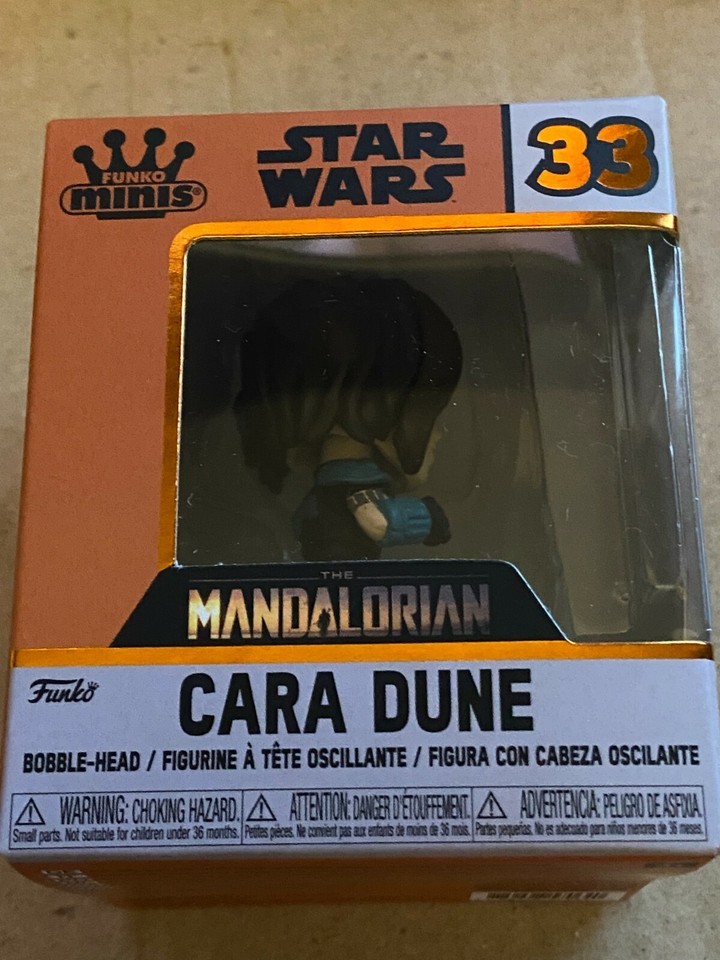 FUNKO
minis®
STAR
WARS™
33
THE
MANDALORIAN
Funko
CARA DUNE
BOBBLE-HEAD / FIGURINE À TÊTE OSCILLANTE / FIGURA CON CABEZA OSCILANTE
WARNING: CHOKING HAZARD.
Small parts. Not suitable for children under 36 months.
ATTENTION: DANGER D'ÉTOUFFEMENT.
Petites pièces. Ne convient pas aux enfants de moins de 36 mois.
ADVERTENCIA: PELIGRO DE ASFIXIA.
Partes pequeñas. No es adecuado para niños menores de 36 meses.